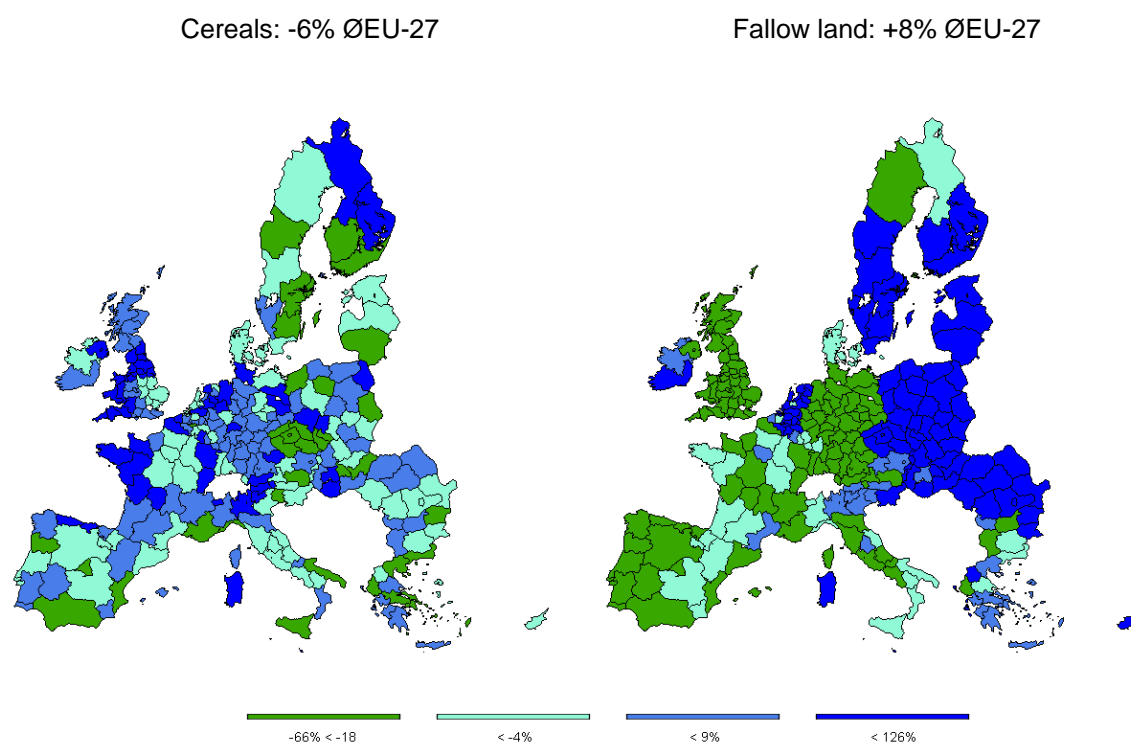 Cereals: -6% ØEU-27
Fallow land: +8% ØEU-27
-66% < -18
< -4%
< 9%
< 126%